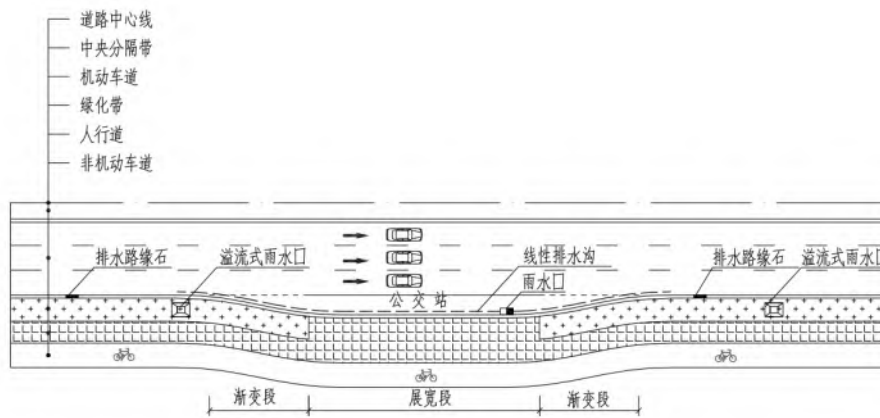 道路中心线
中央分隔带
机动车道
绿化带
人行道
非机动车道
排水路缘石
溢流式雨水口
线性排水沟
雨水口
排水路缘石
溢流式雨水口
公交站
渐变段
展宽段
渐变段